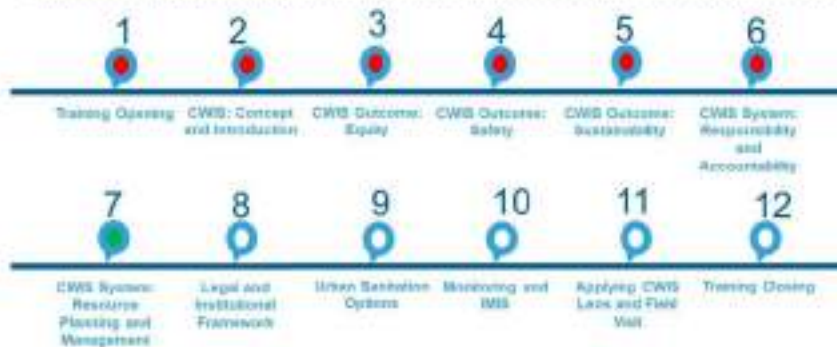 1 2 3 4 5 6
Training Opening
CWIS: Concept
and Introduction
CWIS Outcome:
Equity
CWIS Outcome:
Safety
CWIS Outcome:
Sustainability
CWIS System:
Responsibility
and
Accountability
7 8 9 10 11 12
CWIS System:
Resource
Planning and
Management
Legal and
Institutional
Framework
Urban Sanitation
Options
Monitoring and
IMIS
Applying CWIS
Lens and Field
Visit
Training Closing